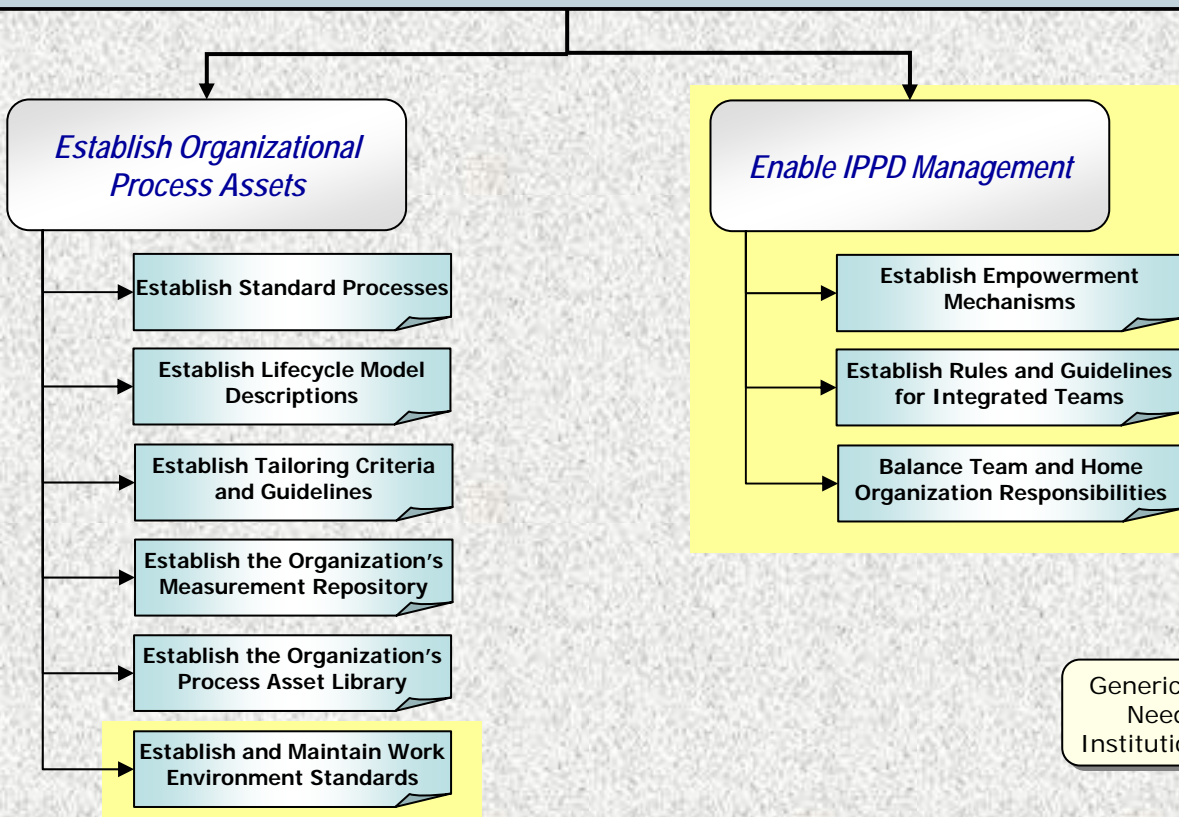 Establish Organizational
Process Assets
Establish Standard Processes
Establish Lifecycle Model
Descriptions
Establish Tailoring Criteria
and Guidelines
Establish the Organization's
Measurement Repository
Establish the Organization's
Process Asset Library
Establish and Maintain Work
Environment Standards
Enable IPPD Management
Establish Empowerment
Mechanisms
Establish Rules and Guidelines
for Integrated Teams
Balance Team and Home
Organization Responsibilities
Generic
Need
Institutio